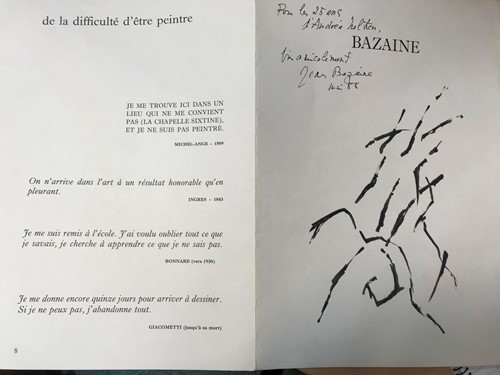 de la difficulté d'être peintre
JE ME TROUVE ICI DANS UN
LIEU QUI NE ME CONVIENT
PAS (LA CHAPELLE SIXTINE),
ET JE NE SUIS PAS PEINTRE.
MICHEL-ANGE - 1509
On n'arrive dans l'art à un résultat honorable qu'en
pleurant.
INGRES - 1843
Je me suis remis à l'école. J'ai voulu oublier tout ce que
je savais, je cherche à apprendre ce que je ne sais pas.
BONNARD (vers 1930)
Je me donne encore quinze jours pour arriver à dessiner.
Si je ne peux pas, j'abandonne tout.
GIACOMETTI (jusqu'à sa mort)
8
Pour les 25 ans
d'Andrée
BAZAINE
amicalement
Jean Bazaine
mai 88